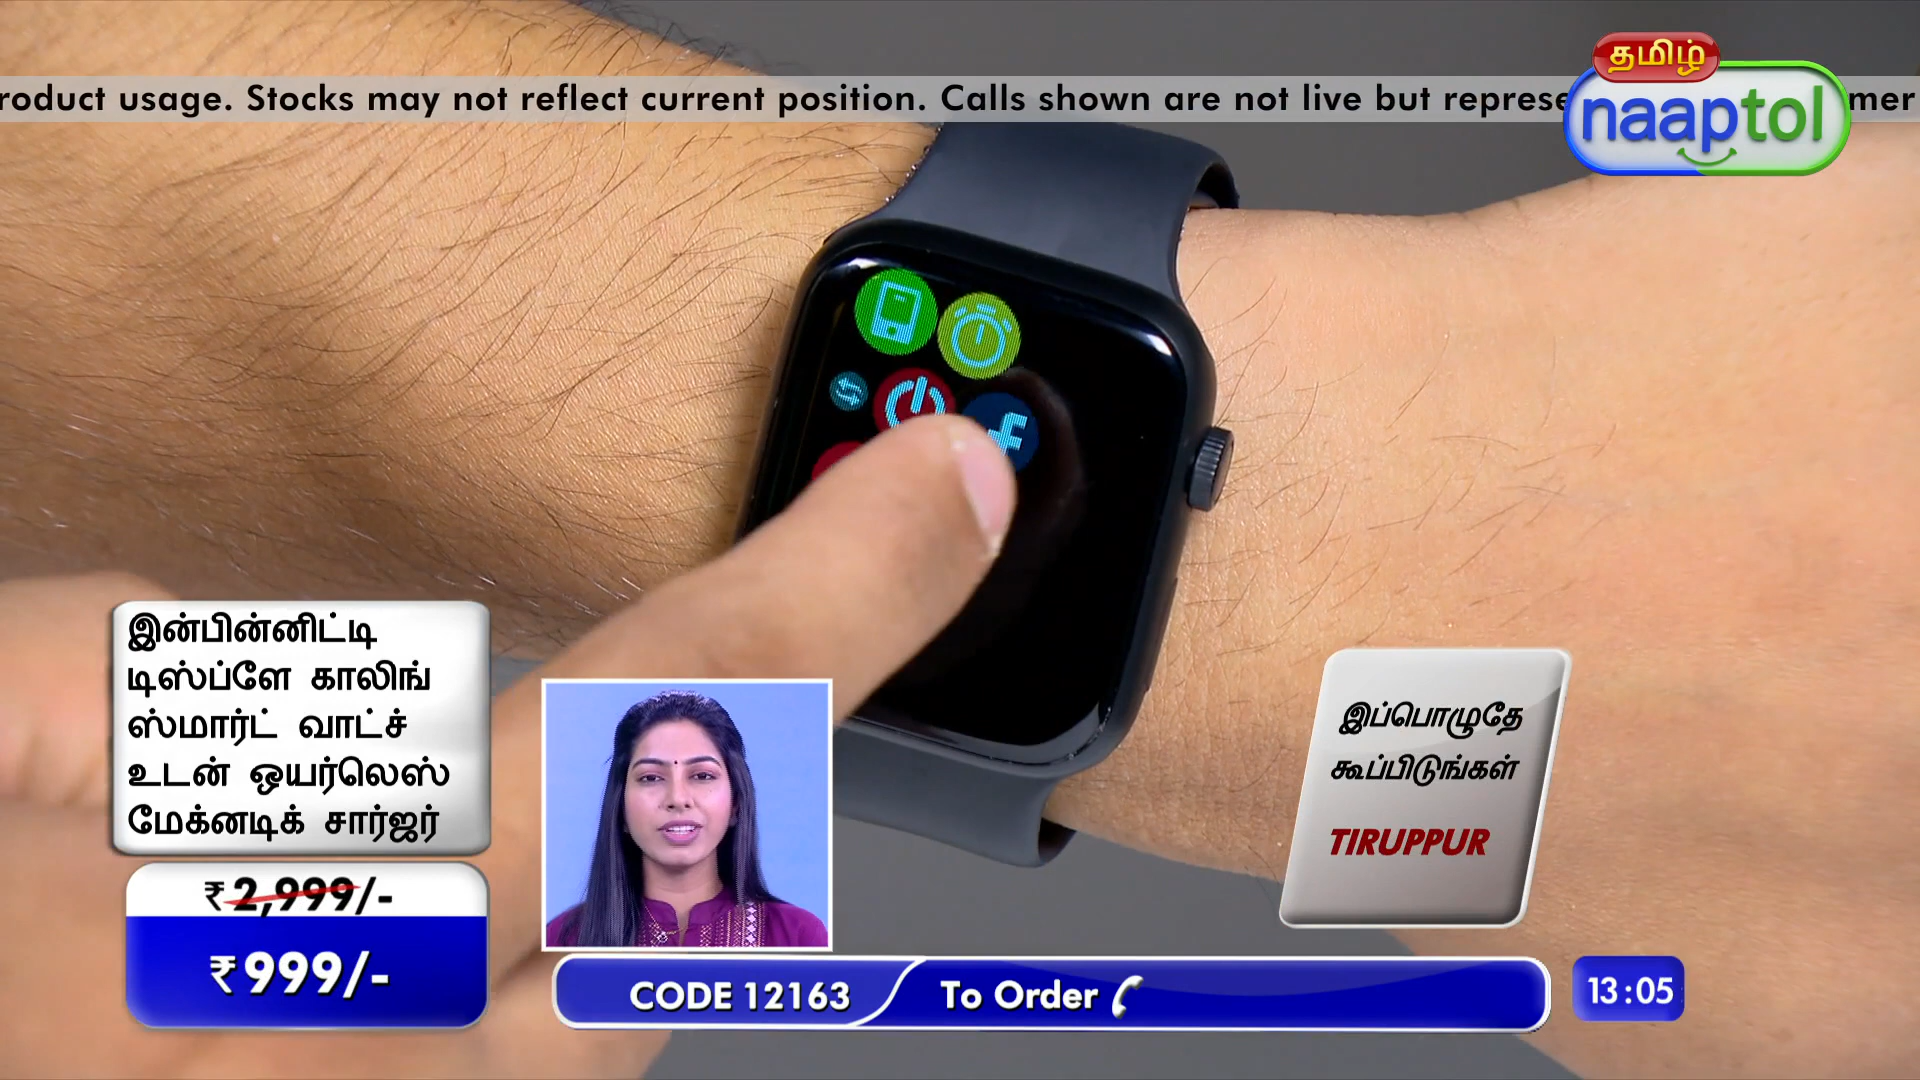 தமிழ்
naaptol
roduct usage. Stocks may not reflect current position. Calls shown are not live but represe mer
இன்பின்னிட்டி
டிஸ்ப்ளே காலிங்
ஸ்மார்ட் வாட்ச்
உடன் ஒயர்லெஸ்
மேக்னடிக் சார்ஜர்
₹2,999/-
₹999/-
இப்பொழுதே
கூப்பிடுங்கள்
TIRUPPUR
CODE 12163
To Order
13:05